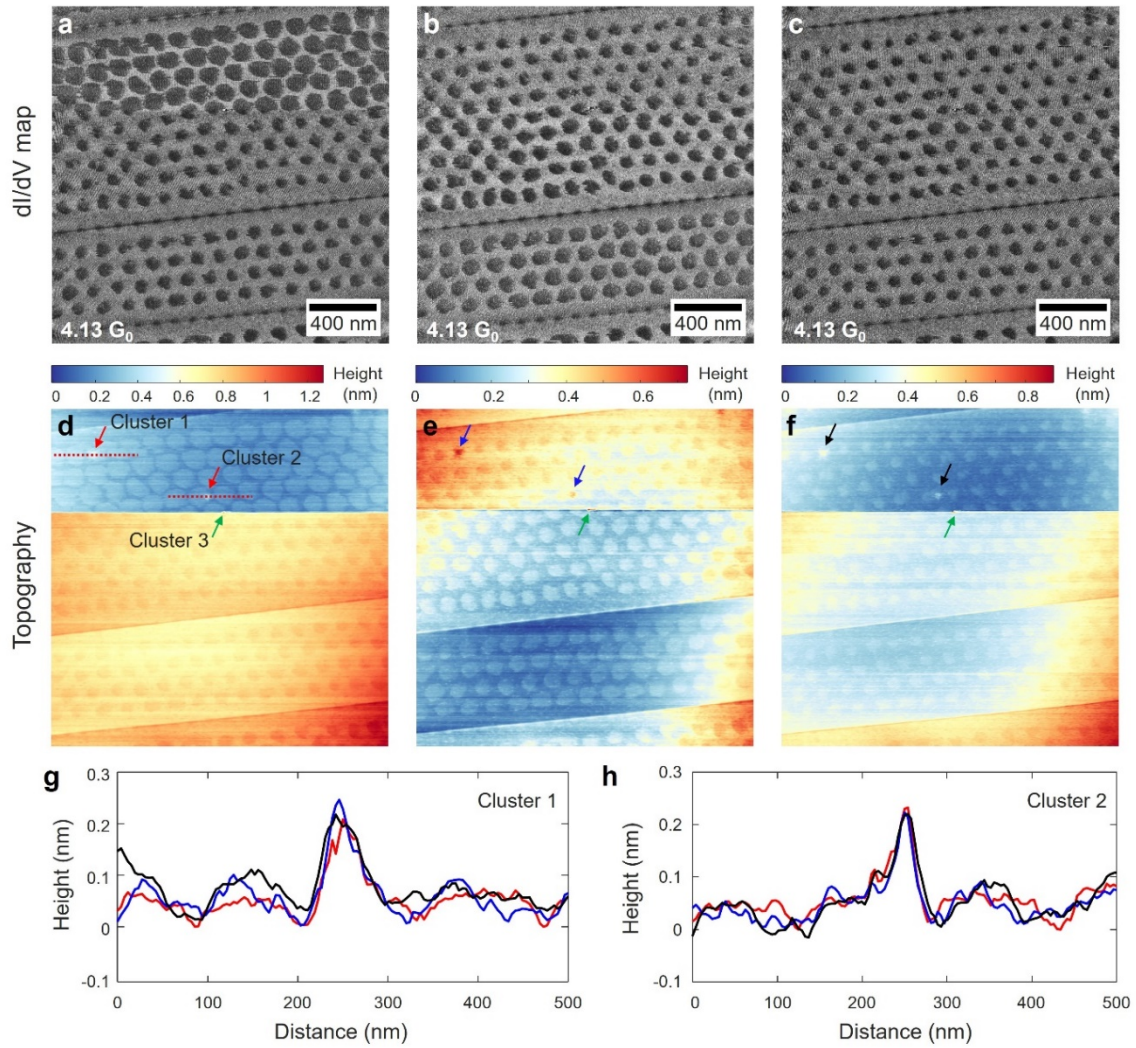 dI/dV map
a
b
c
4.13 G₀
400 nm
4.13 G₀
400 nm
4.13 G₀
400 nm
0 0.2 0.4 0.6 0.8 1 1.2
Height
(nm)
0 0.2 0.4 0.6
Height
(nm)
0 0.2 0.4 0.6 0.8
Height
(nm)
Topography
d
Cluster 1
Cluster 2
Cluster 3
e
f
g
Cluster 1
Height (nm)
0.3
0.2
0.1
0
-0.1
0 100 200 300 400 500
Distance (nm)
h
Cluster 2
Height (nm)
0.3
0.2
0.1
0
-0.1
0 100 200 300 400 500
Distance (nm)